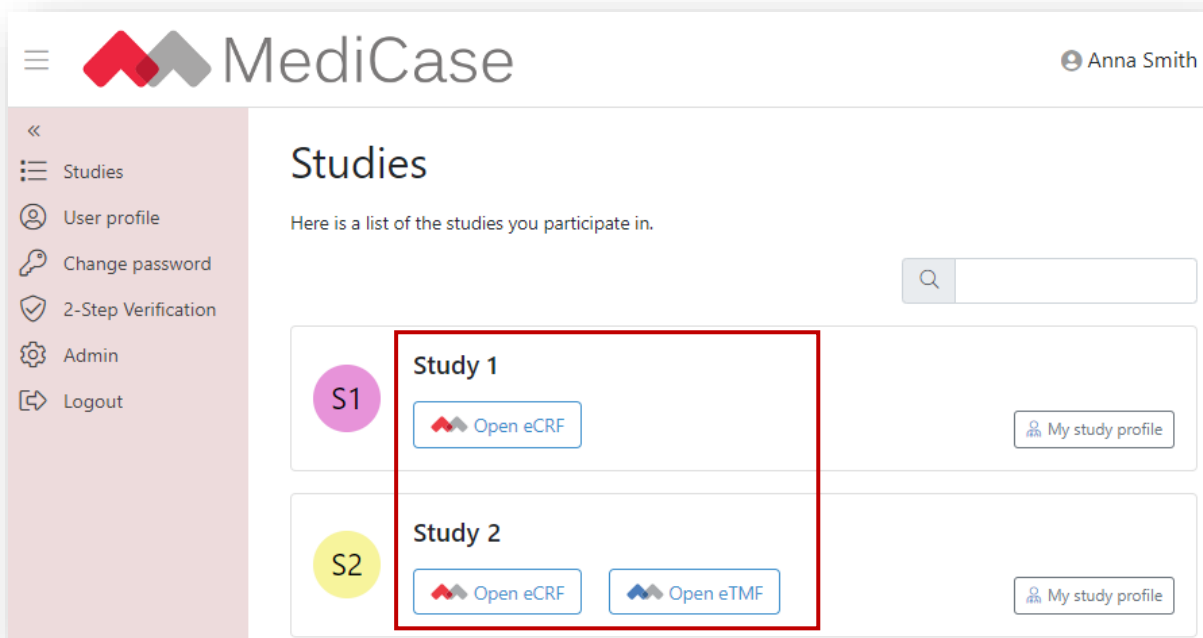 MediCase
Anna Smith
Studies
User profile
Change password
2-Step Verification
Admin
Logout
Studies
Here is a list of the studies you participate in.
S1
Study 1
Open eCRF
My study profile
S2
Study 2
Open eCRF Open eTMF
My study profile